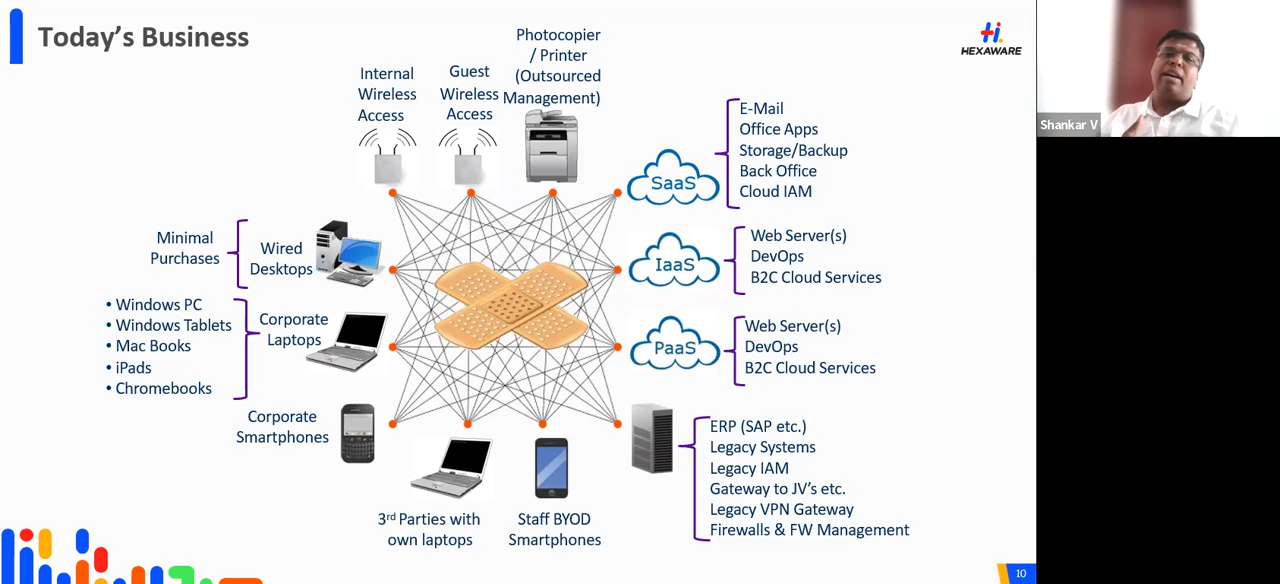 Today's Business
HEXAWARE
Shankar V
Internal
Wireless
Access
Guest
Wireless
Access
Photocopier
/ Printer
(Outsourced
Management)
SaaS
E-Mail
Office Apps
Storage/Backup
Back Office
Cloud IAM
Minimal
Purchases
Wired
Desktops
IaaS
Web Server(s)
DevOps
B2C Cloud Services
• Windows PC
• Windows Tablets
• Mac Books
• iPads
• Chromebooks
Corporate
Laptops
PaaS
Web Server(s)
DevOps
B2C Cloud Services
Corporate
Smartphones
3rd Parties with
own laptops
Staff BYOD
Smartphones
ERP (SAP etc.)
Legacy Systems
Legacy IAM
Gateway to JV's etc.
Legacy VPN Gateway
Firewalls & FW Management
10